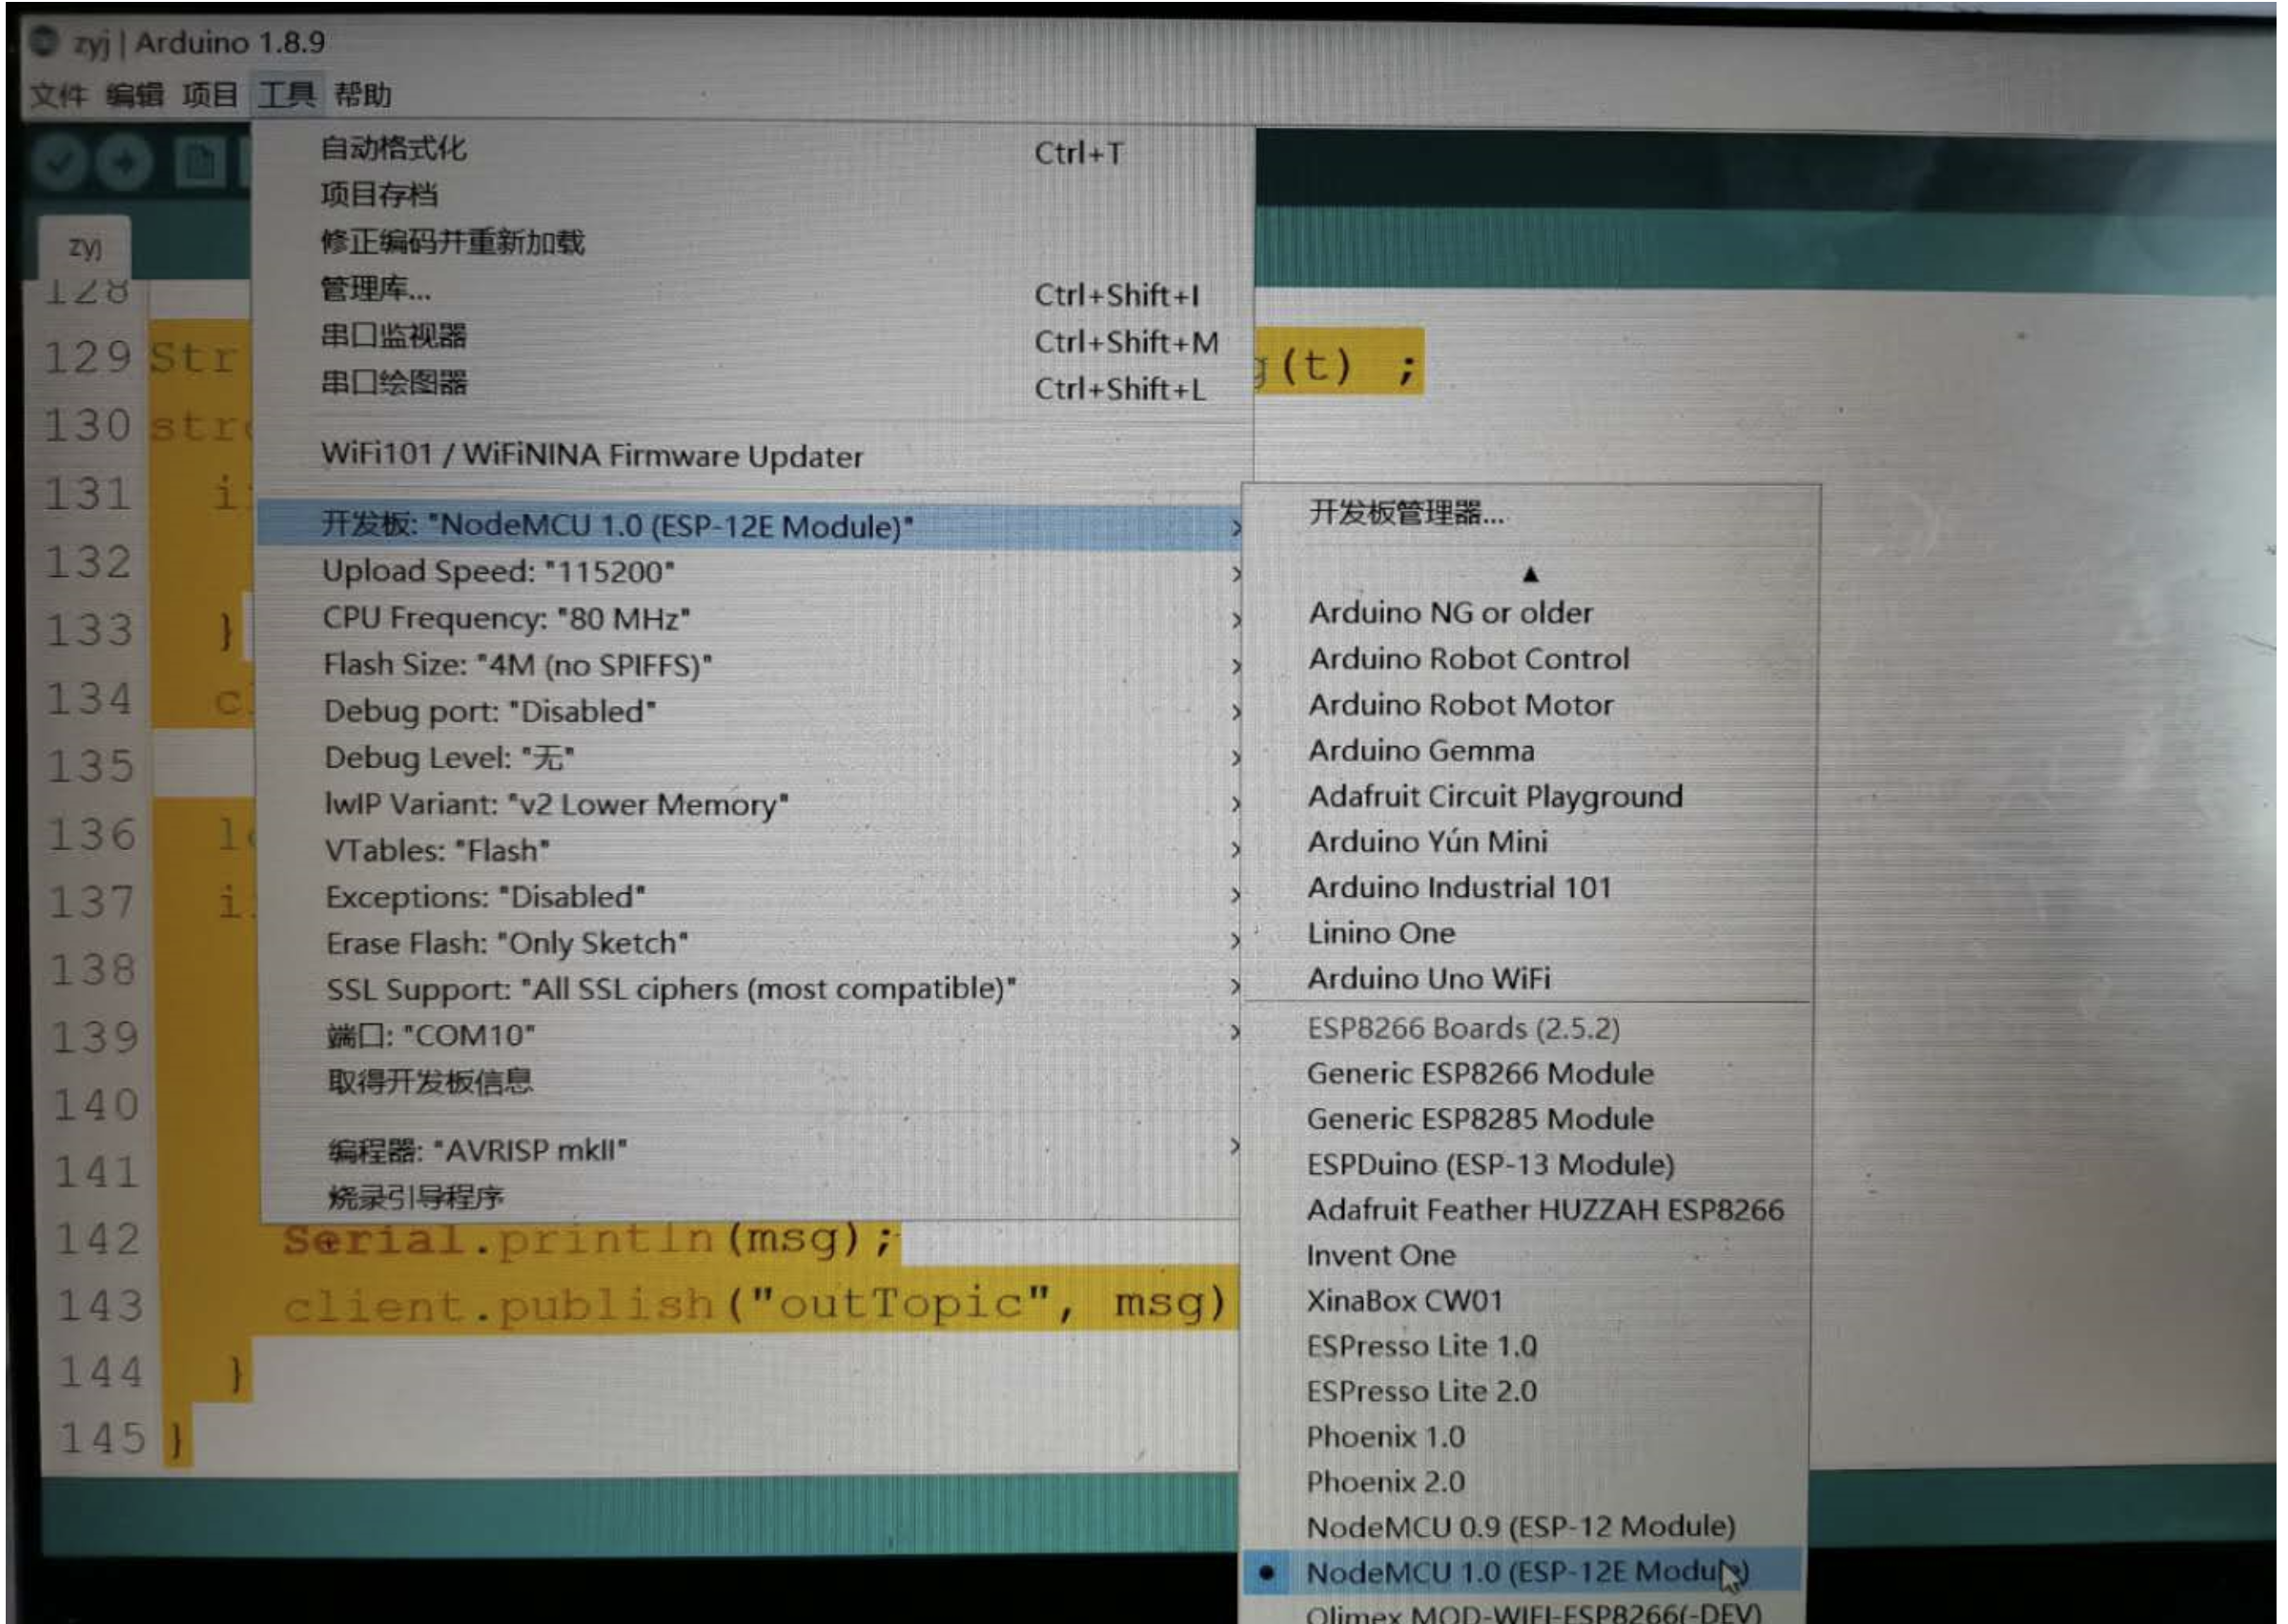 zyj | Arduino 1.8.9
文件 编辑 项目 工具 帮助
自动格式化 Ctrl+T
项目存档
修正编码并重新加载
管理库... Ctrl+Shift+I
串口监视器 Ctrl+Shift+M
串口绘图器 Ctrl+Shift+L
WiFi101 / WiFiNINA Firmware Updater
开发板: "NodeMCU 1.0 (ESP-12E Module)"
Upload Speed: "115200"
CPU Frequency: "80 MHz"
Flash Size: "4M (no SPIFFS)"
Debug port: "Disabled"
Debug Level: "无"
lwIP Variant: "v2 Lower Memory"
VTables: "Flash"
Exceptions: "Disabled"
Erase Flash: "Only Sketch"
SSL Support: "All SSL ciphers (most compatible)"
端口: "COM10"
取得开发板信息
编程器: "AVRISP mkII"
烧录引导程序
开发板管理器...
Arduino NG or older
Arduino Robot Control
Arduino Robot Motor
Arduino Gemma
Adafruit Circuit Playground
Arduino Yún Mini
Arduino Industrial 101
Linino One
Arduino Uno WiFi
ESP8266 Boards (2.5.2)
Generic ESP8266 Module
Generic ESP8285 Module
ESPDuino (ESP-13 Module)
Adafruit Feather HUZZAH ESP8266
Invent One
XinaBox CW01
ESPresso Lite 1.0
ESPresso Lite 2.0
Phoenix 1.0
Phoenix 2.0
NodeMCU 0.9 (ESP-12 Module)
NodeMCU 1.0 (ESP-12E Module)
Olimex MOD-WIFI-ESP8266(-DEV)
zyj
128
129 Str (t) ;
130 str
131 i
132
133 }
134 c
135
136 l
137 i
138
139
140
141
142 Serial.println(msg);
143 client.publish("outTopic", msg)
144 }
145 }